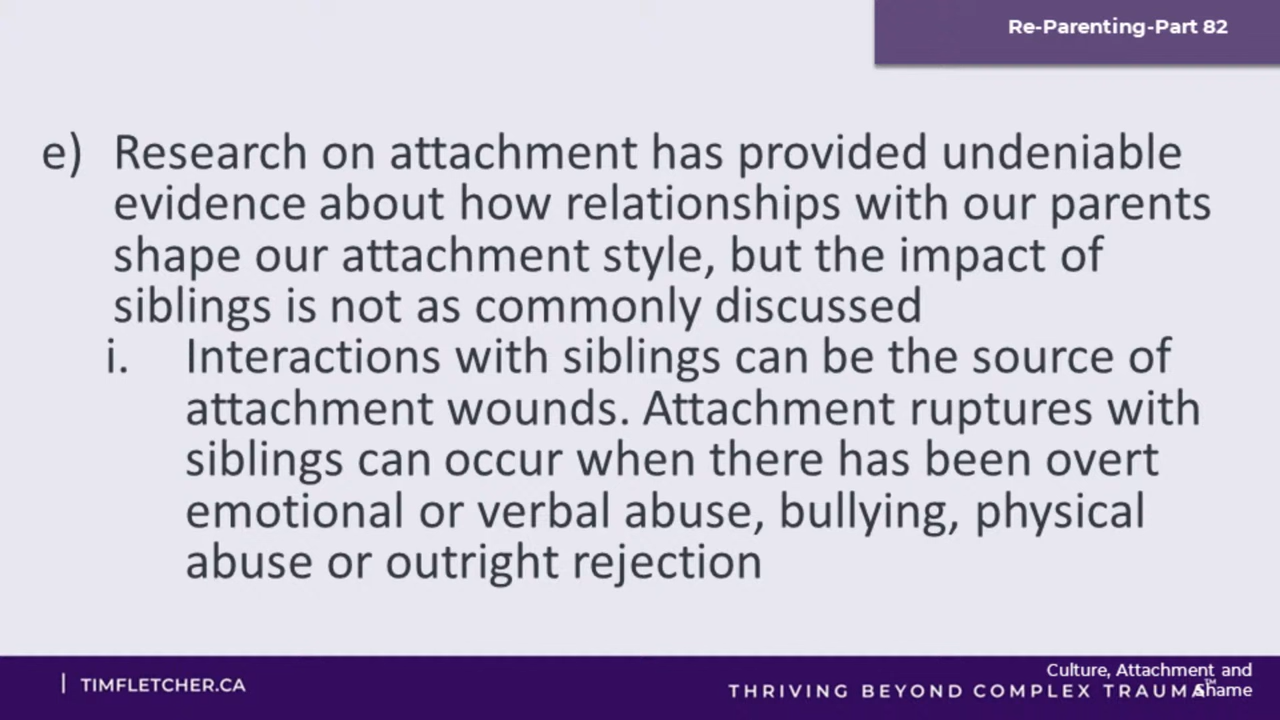 Re-Parenting-Part 82
e) Research on attachment has provided undeniable
evidence about how relationships with our parents
shape our attachment style, but the impact of
siblings is not as commonly discussed
i. Interactions with siblings can be the source of
attachment wounds. Attachment ruptures with
siblings can occur when there has been overt
emotional or verbal abuse, bullying, physical
abuse or outright rejection
| TIMFLETCHER.CA
Culture, Attachment and
Shame
THRIVING BEYOND COMPLEX TRAUMA™